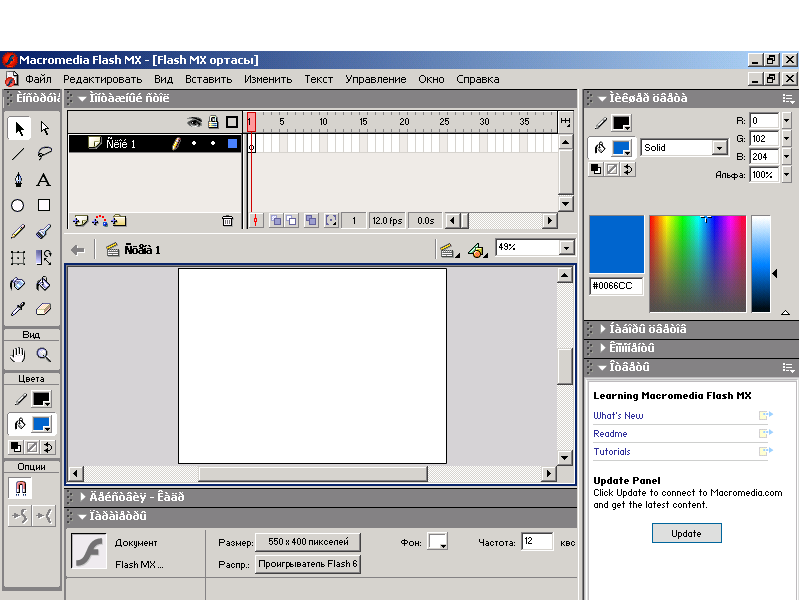 Macromedia Flash MX - [Flash MX ортасы]
Файл Редактировать Вид Вставить Изменить Текст Управление Окно Справка
Ìîíòàæíûé ñòîë
1 5 10 15 20 25 30 35
Ñëîé 1
1 12.0 fps 0.0s
Ñöåíà 1
49%
Вид
Цвета
Опции
Äåéñòâèÿ - Êàäð
Ïàðàìåòðû
Документ
Flash MX ...
Размер: 550 x 400 пикселей
Фон:
Частота: 12 квс
Распр.: Проигрыватель Flash 6
Ìèêøåð öâåòà
R: 0
G: 102
Solid
B: 204
Альфа: 100%
#0066CC
Íàáîðû öâåòîâ
Êîìïîíåíòû
Îòâåòû
Learning Macromedia Flash MX
What's New
Readme
Tutorials
Update Panel
Click Update to connect to Macromedia.com
and get the latest content.
Update